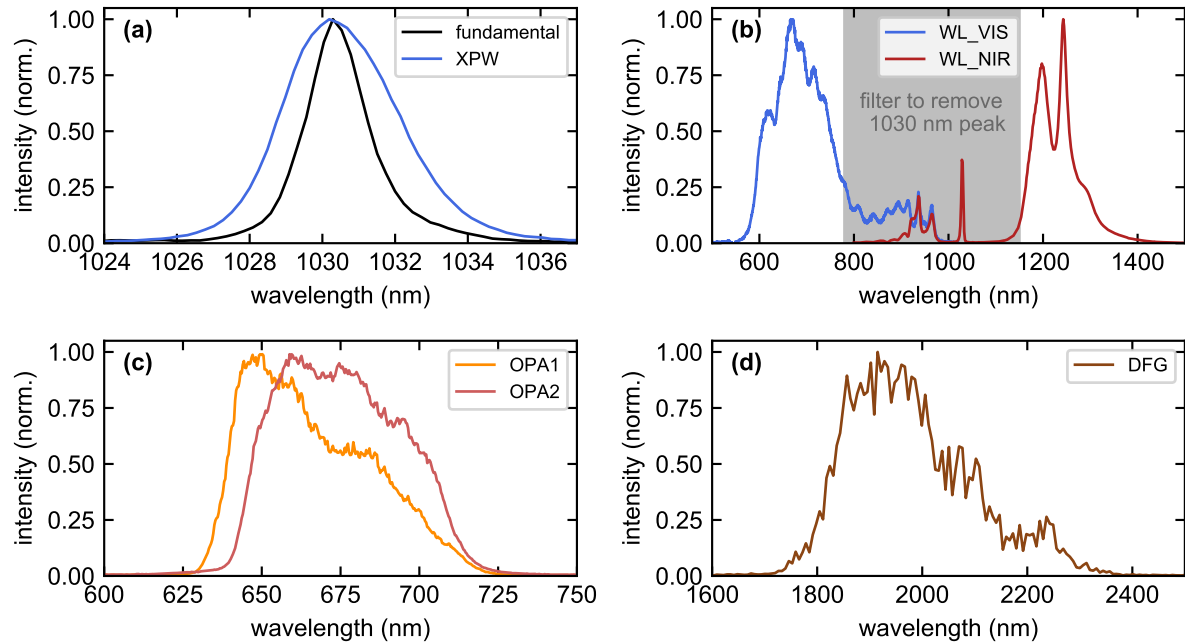 (a)
fundamental
XPW
intensity (norm.)
1.00
0.75
0.50
0.25
0.00
1024 1026 1028 1030 1032 1034 1036
wavelength (nm)
(b)
WL_VIS
WL_NIR
filter to remove
1030 nm peak
intensity (norm.)
1.00
0.75
0.50
0.25
0.00
600 800 1000 1200 1400
wavelength (nm)
(c)
OPA1
OPA2
intensity (norm.)
1.00
0.75
0.50
0.25
0.00
600 625 650 675 700 725 750
wavelength (nm)
(d)
DFG
intensity (norm.)
1.00
0.75
0.50
0.25
0.00
1600 1800 2000 2200 2400
wavelength (nm)